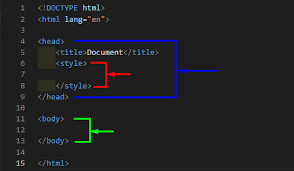 1 <!DOCTYPE html>
2 <html lang="en">
3
4 <head>
5 <title>Document</title>
6 <style>
7
8 </style>
9 </head>
10
11 <body>
12
13 </body>
14
15 </html>